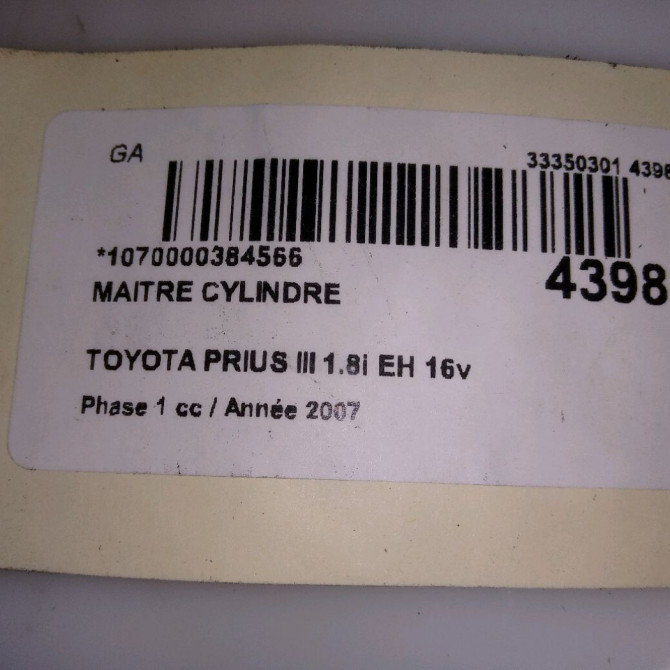 GA
33350301 4398
*1070000384566
4398
MAITRE CYLINDRE
TOYOTA PRIUS III 1.8i EH 16v
Phase 1 cc / Année 2007